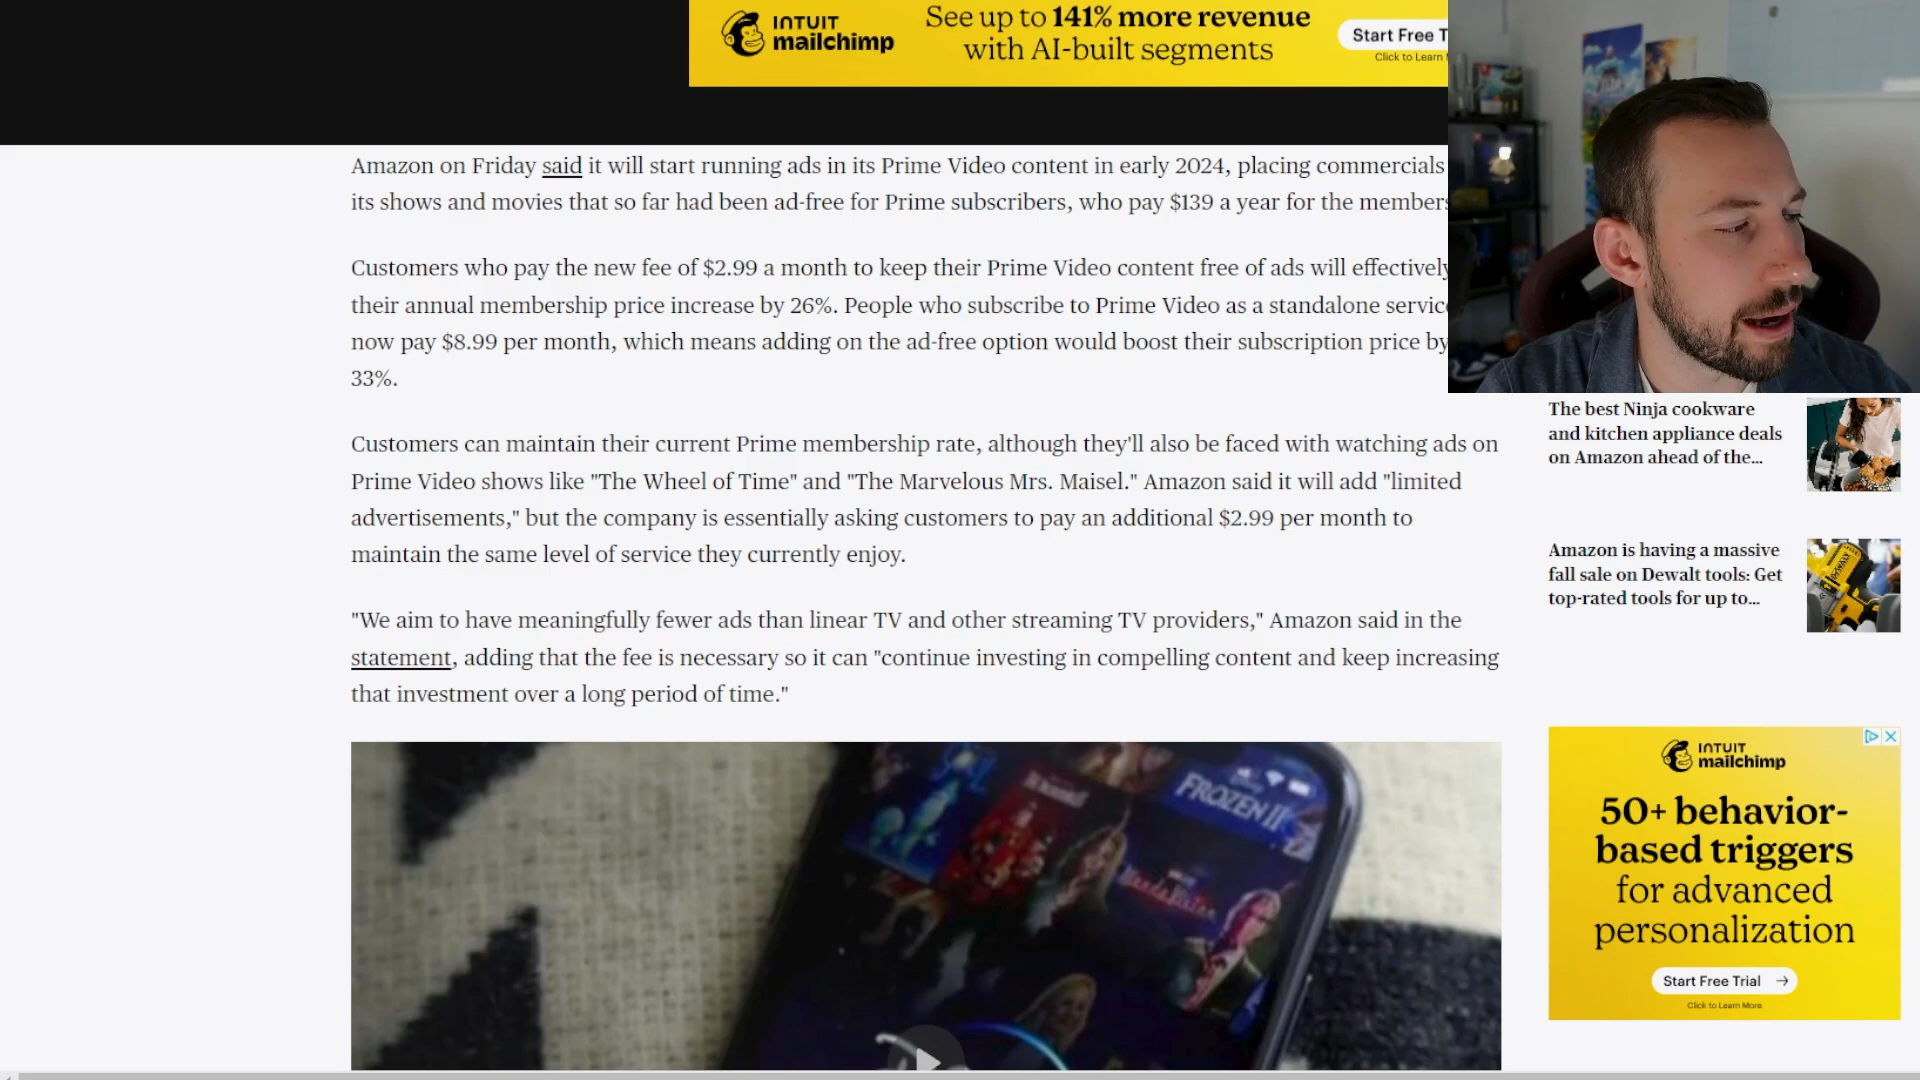 INTUIT
mailchimp
See up to 141% more revenue
with AI-built segments
Start Free T
Click to Learn
Amazon on Friday said it will start running ads in its Prime Video content in early 2024, placing commercials
its shows and movies that so far had been ad-free for Prime subscribers, who pay $139 a year for the members
Customers who pay the new fee of $2.99 a month to keep their Prime Video content free of ads will effectively
their annual membership price increase by 26%. People who subscribe to Prime Video as a standalone servic
now pay $8.99 per month, which means adding on the ad-free option would boost their subscription price by
33%.
Customers can maintain their current Prime membership rate, although they'll also be faced with watching ads on
Prime Video shows like "The Wheel of Time" and "The Marvelous Mrs. Maisel." Amazon said it will add "limited
advertisements," but the company is essentially asking customers to pay an additional $2.99 per month to
maintain the same level of service they currently enjoy.
"We aim to have meaningfully fewer ads than linear TV and other streaming TV providers," Amazon said in the
statement, adding that the fee is necessary so it can "continue investing in compelling content and keep increasing
that investment over a long period of time."
FROZEN II
The best Ninja cookware
and kitchen appliance deals
on Amazon ahead of the...
Amazon is having a massive
fall sale on Dewalt tools: Get
top-rated tools for up to...
INTUIT
mailchimp
50+ behavior-
based triggers
for advanced
personalization
Start Free Trial →
Click to Learn More